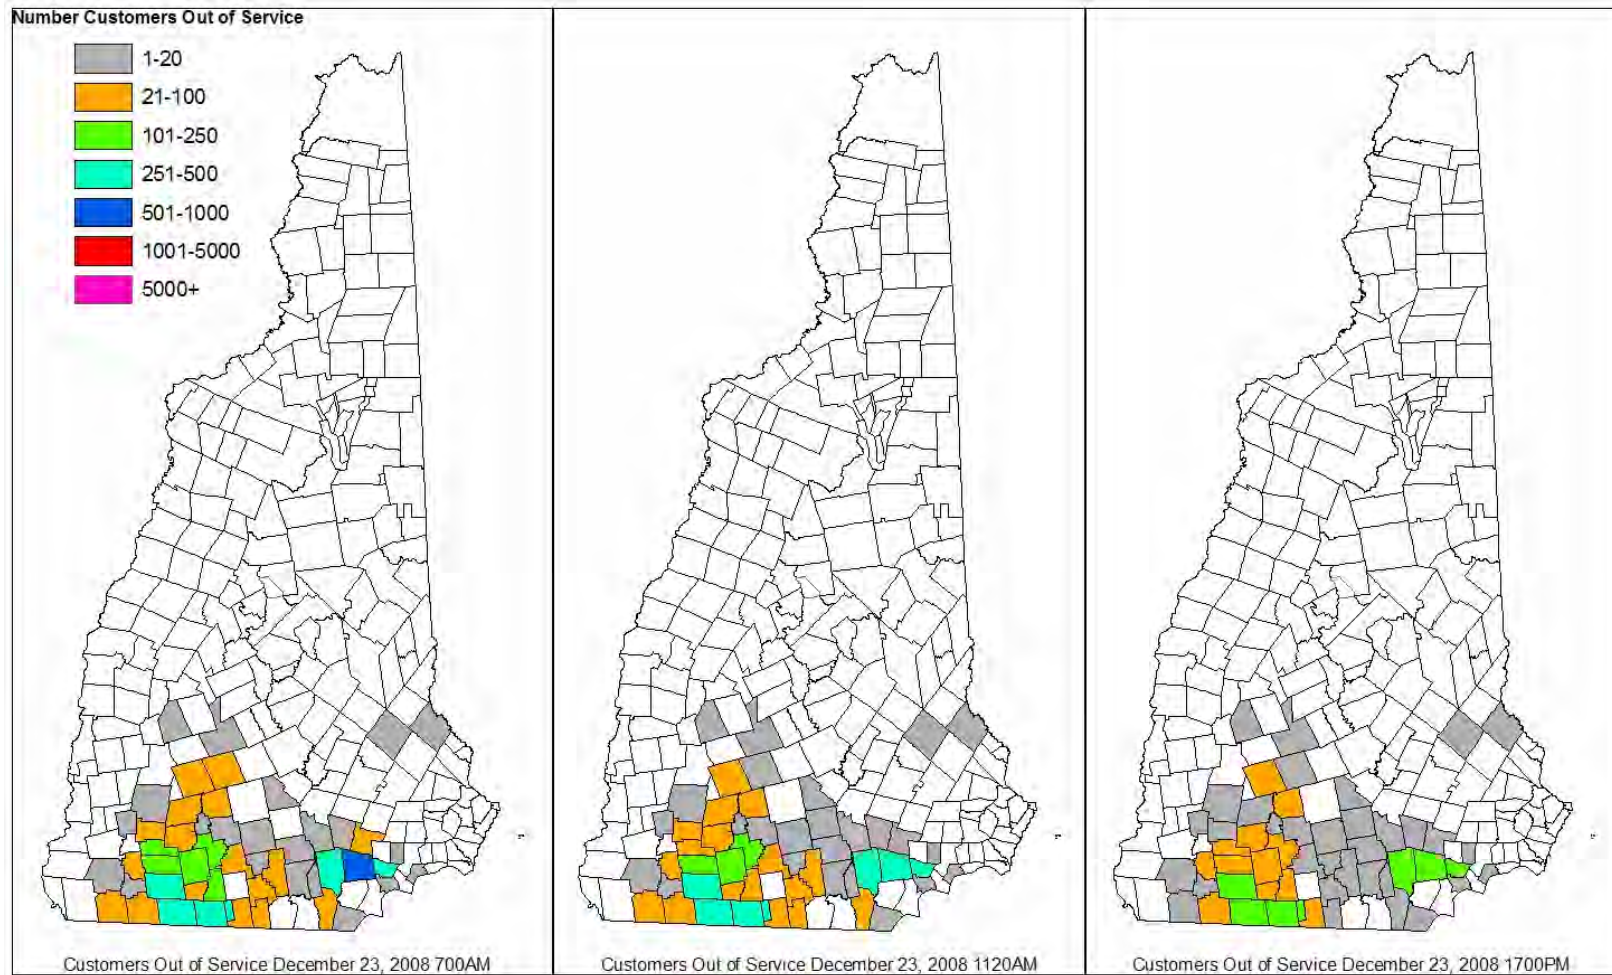 Number Customers Out of Service
1-20
21-100
101-250
251-500
501-1000
1001-5000
5000+
Customers Out of Service December 23, 2008 700AM
Customers Out of Service December 23, 2008 1120AM
Customers Out of Service December 23, 2008 1700PM